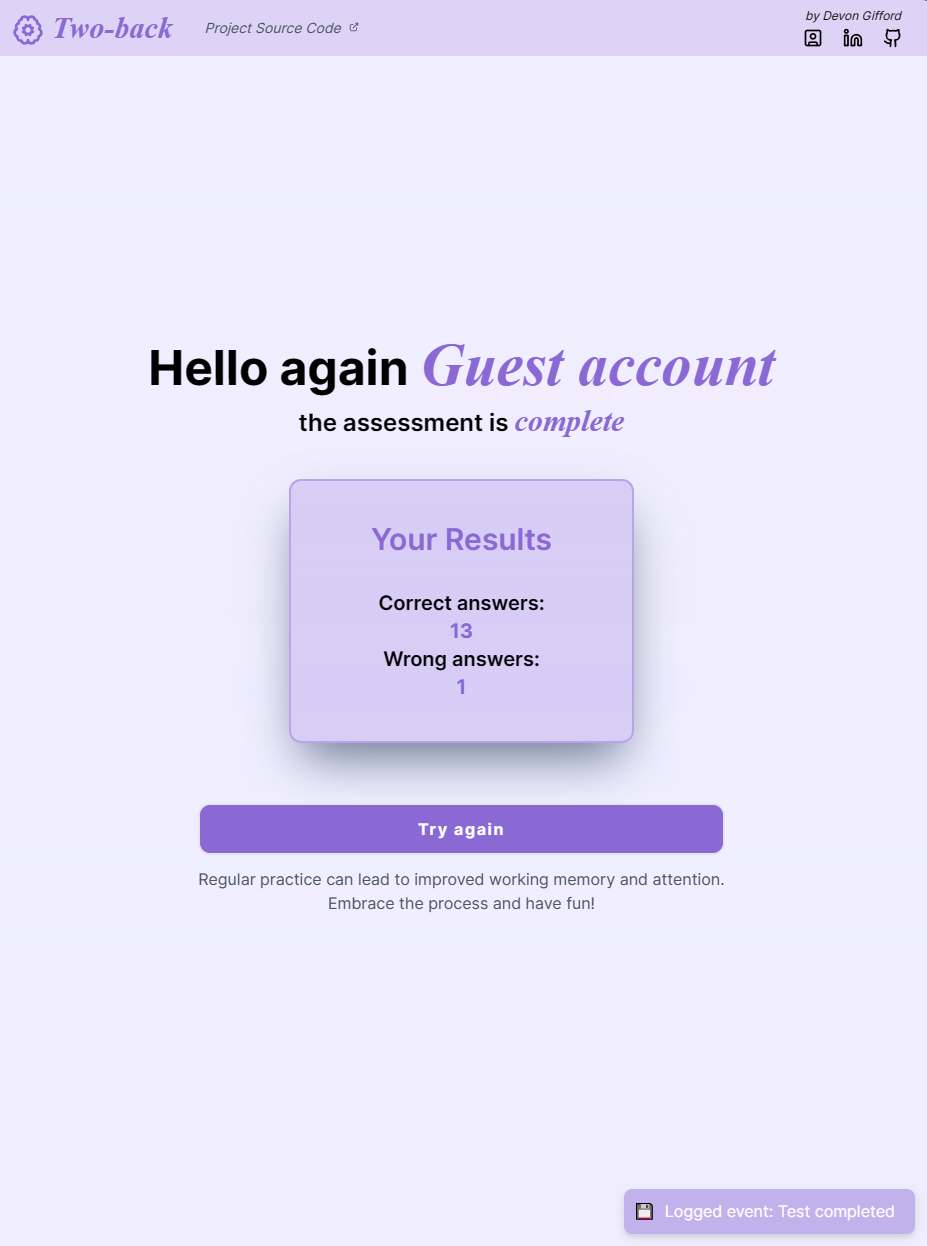 Two-back
Project Source Code
by Devon Gifford
Hello again Guest account
the assessment is complete
Your Results
Correct answers:
13
Wrong answers:
1
Try again
Regular practice can lead to improved working memory and attention.
Embrace the process and have fun!
Logged event: Test completed